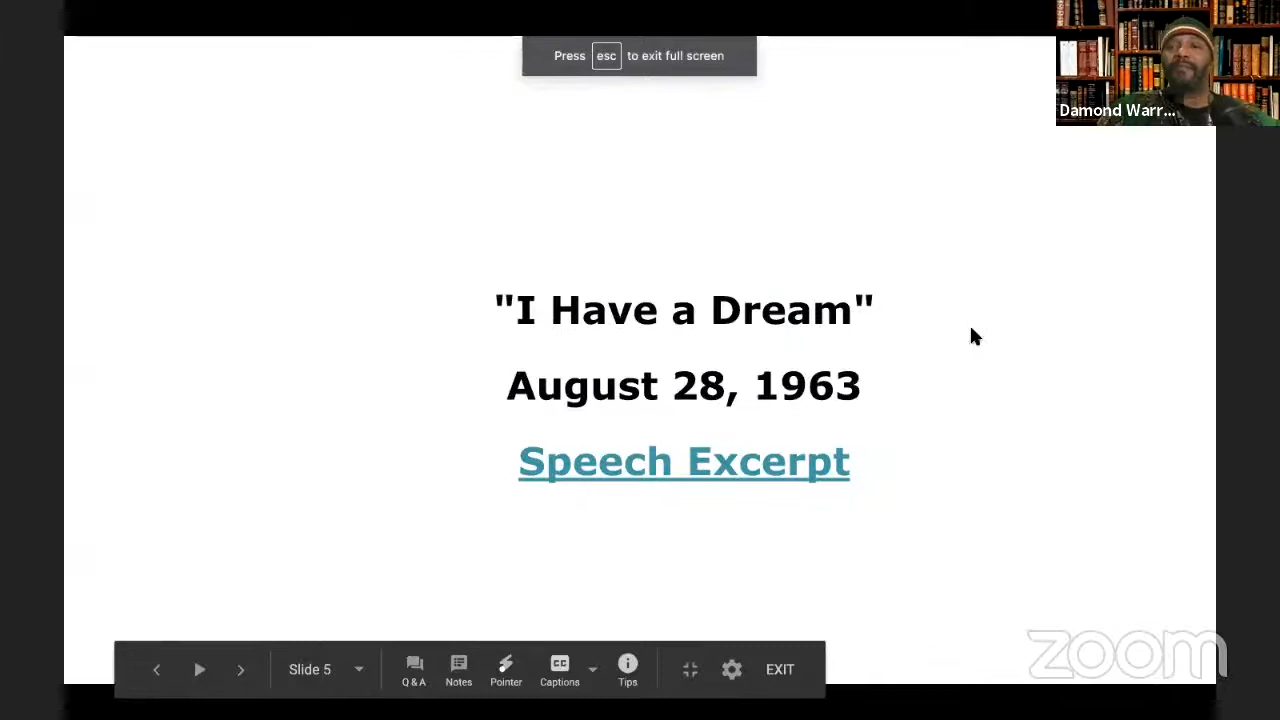 Press esc to exit full screen
Damond Warr...
"I Have a Dream"
August 28, 1963
Speech Excerpt
zoom
Slide 5
Q & A
Notes
Pointer
CC
Captions
Tips
EXIT